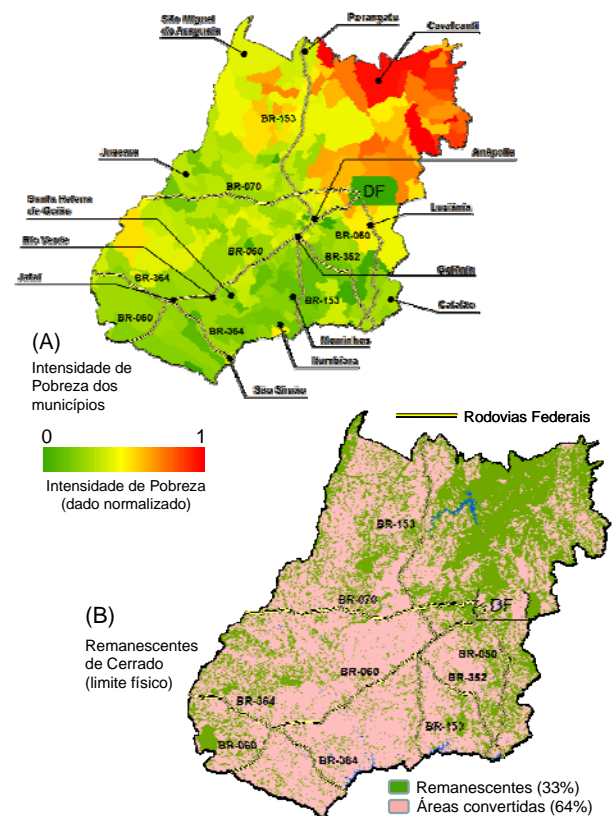 São Miguel
do Araguaia
Porangatu
Cavalcanti
BR-153
Jussara
Anápolis
BR-070
DF
Santa Helena
de Goiás
Luziânia
BR-060
BR-050
Rio Verde
BR-352
Goiânia
BR-364
Jataí
BR-153
Catalão
BR-060
BR-364
Morrinhos
(A)
Itumbiara
Intensidade de
Pobreza dos
municípios
São Simão
Rodovias Federais
0 1
Intensidade de Pobreza
(dado normalizado)
BR-153
(B)
BR-070
DF
Remanescentes
de Cerrado
(limite físico)
BR-050
BR-060
BR-352
BR-364
BR-153
BR-060
BR-364
Remanescentes (33%)
Áreas convertidas (64%)